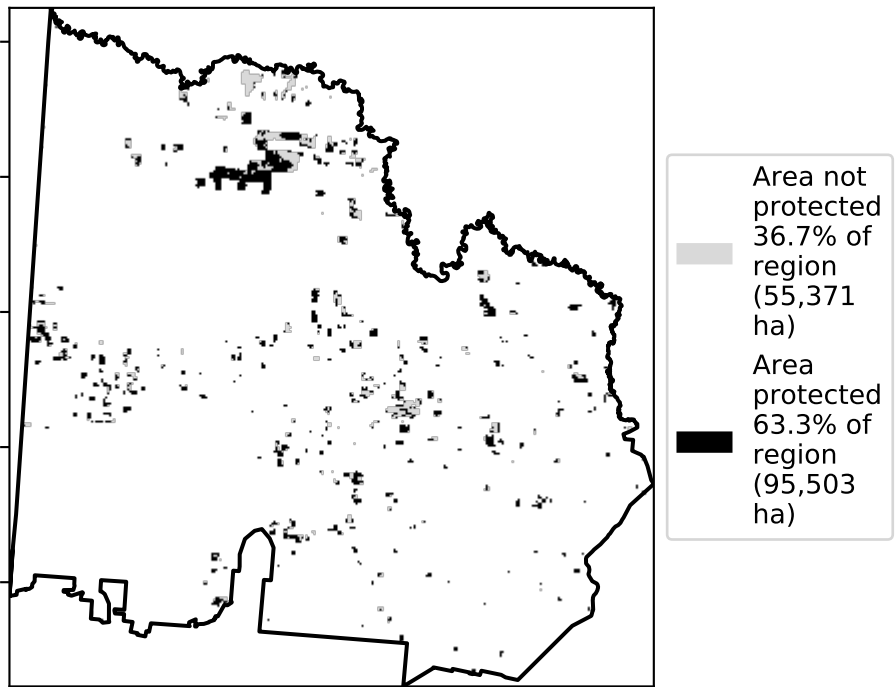 Area not
protected
36.7% of
region
(55,371
ha)
Area
protected
63.3% of
region
(95,503
ha)